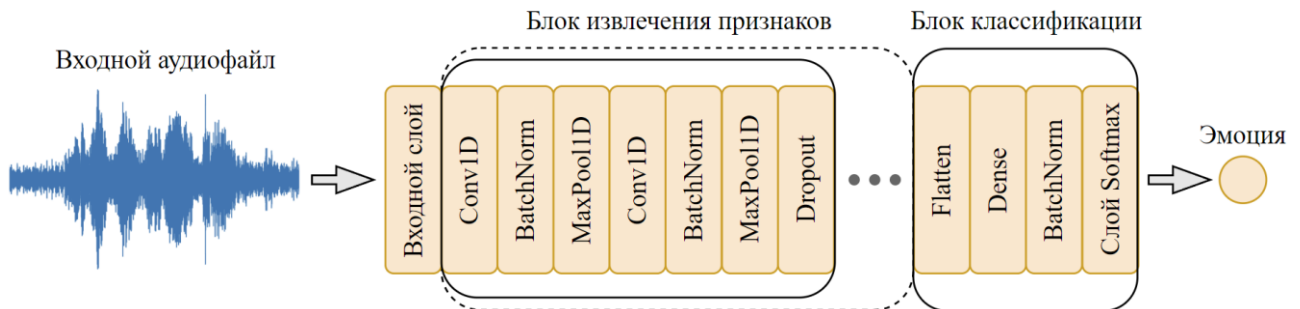 Блок извлечения признаков
Блок классификации
Входной аудиофайл
Входной слой
Conv1D
BatchNorm
MaxPool1D
Conv1D
BatchNorm
MaxPool1D
Dropout
Flatten
Dense
BatchNorm
Слой Softmax
Эмоция